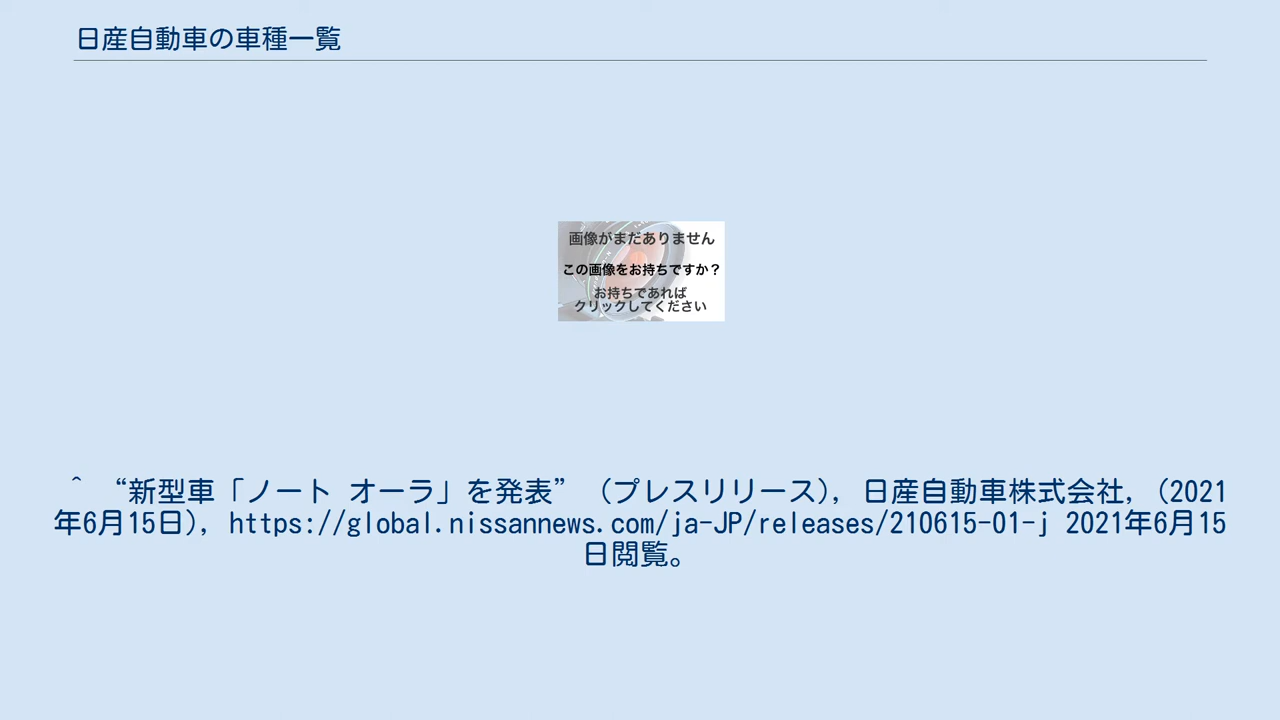 日産自動車の車種一覧
画像がまだありません
この画像をお持ちですか？
お持ちであれば
クリックしてください
^ “新型車「ノート オーラ」を発表” (プレスリリース), 日産自動車株式会社, (2021
年6月15日), https://global.nissannews.com/ja-JP/releases/210615-01-j 2021年6月15
日閲覧。